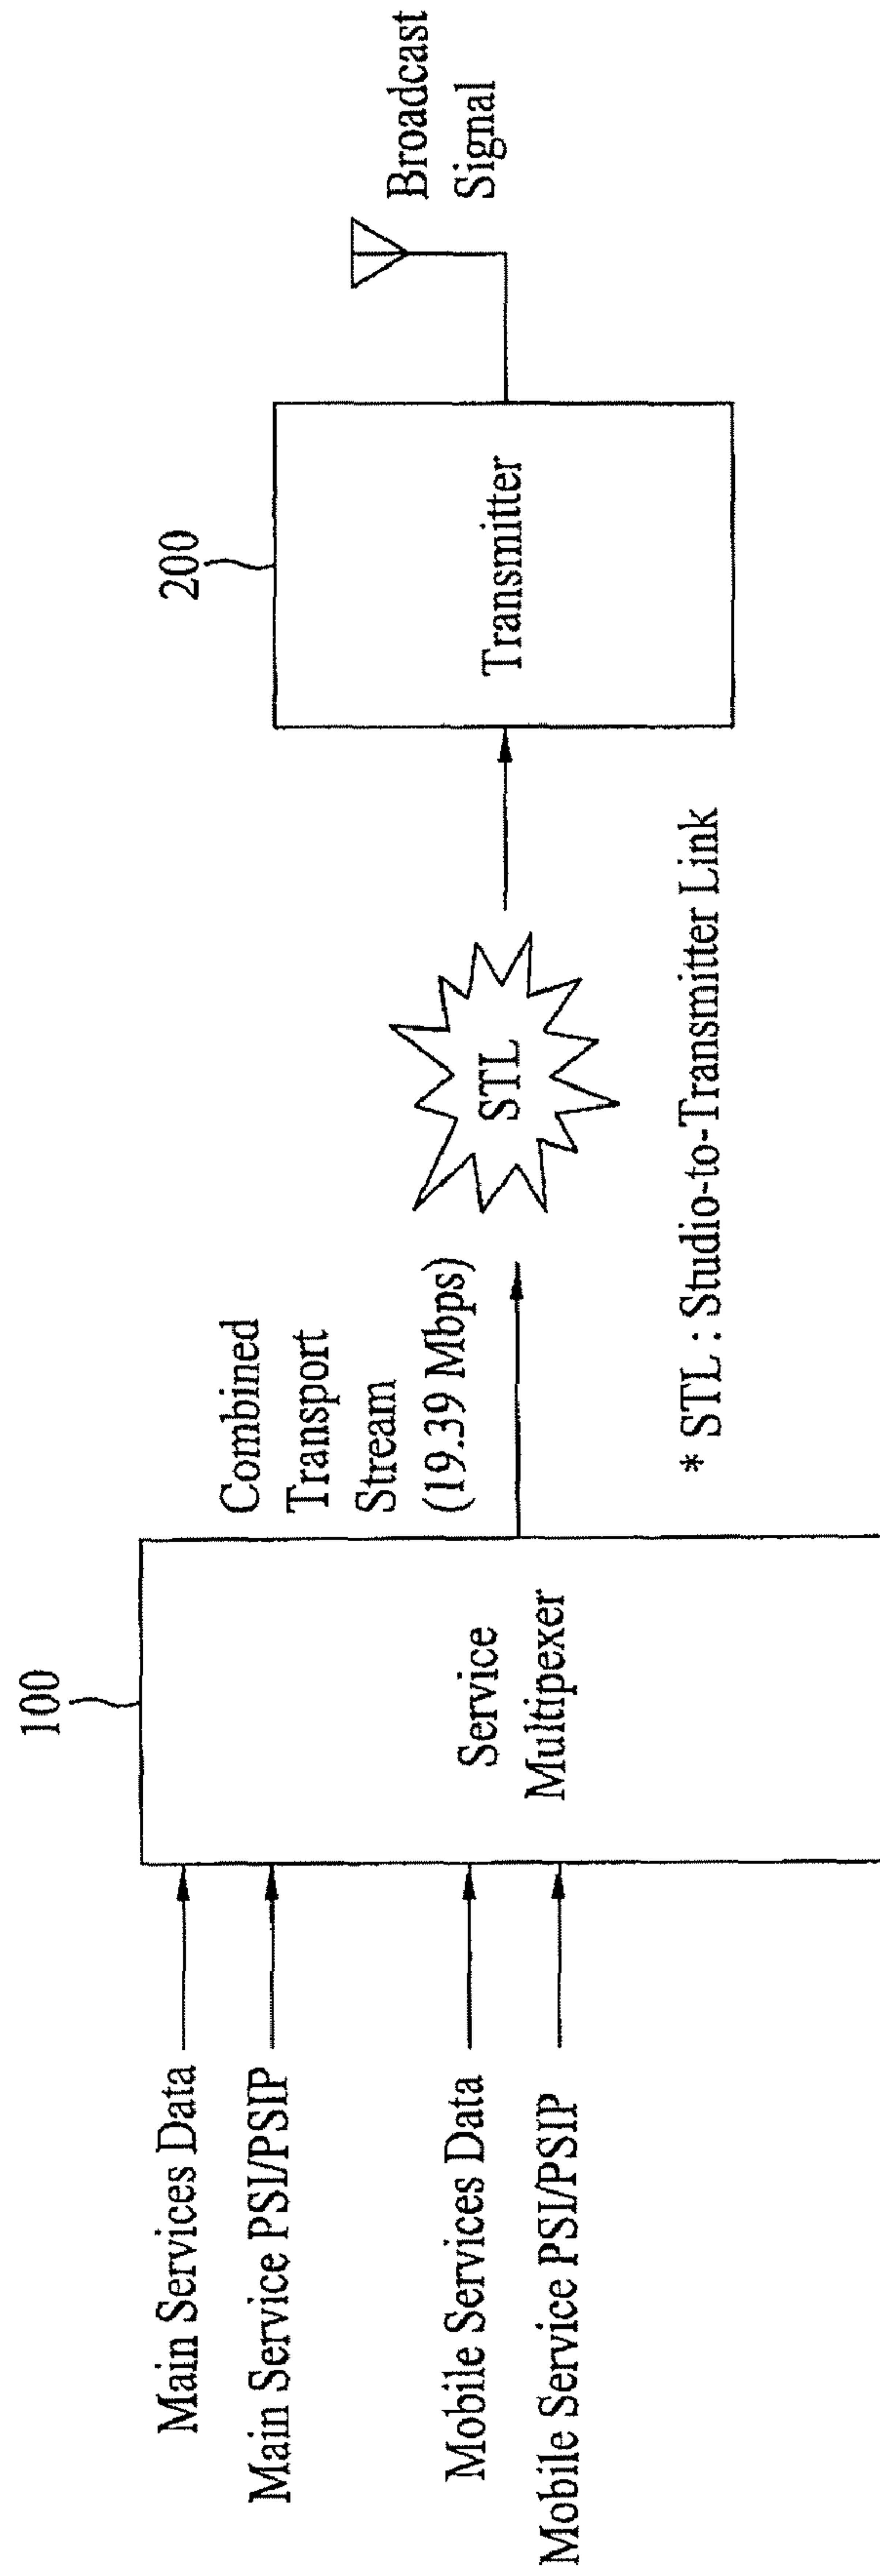 Main Services Data
Main Service PSI/PSIP
Mobile Services Data
Mobile Service PSI/PSIP
100
Service
Multipexer
Combined
Transport
Stream
(19.39 Mbps)
STL
* STL : Studio-to-Transmitter Link
200
Transmitter
Broadcast
Signal